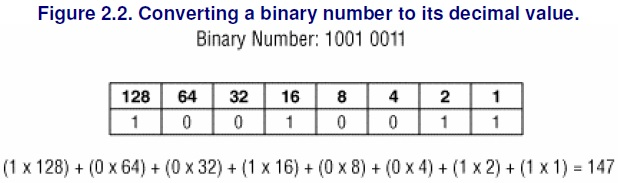 Figure 2.2. Converting a binary number to its decimal value.
Binary Number: 1001 0011
128 64 32 16 8 4 2 1
1 0 0 1 0 0 1 1
(1 x 128) + (0 x 64) + (0 x 32) + (1 x 16) + (0 x 8) + (0 x 4) + (1 x 2) + (1 x 1) = 147